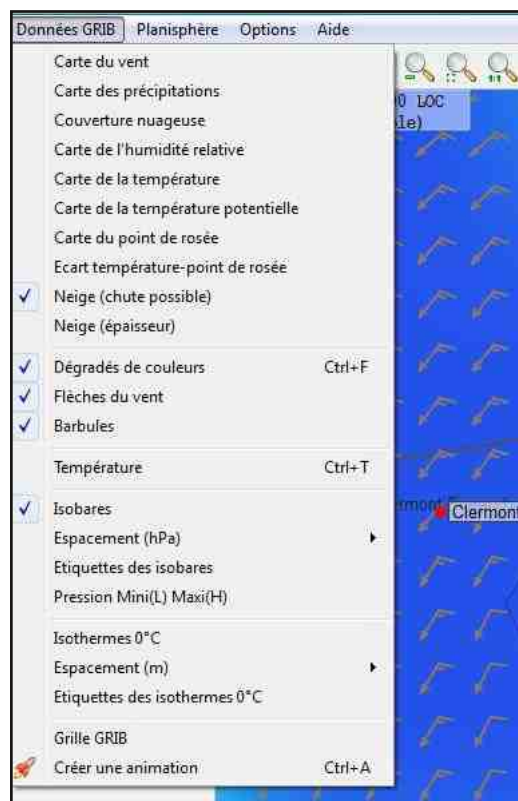 Données GRIB Planisphère Options Aide
Carte du vent
Carte des précipitations
Couverture nuageuse
Carte de l'humidité relative
Carte de la température
Carte de la température potentielle
Carte du point de rosée
Ecart température-point de rosée
Neige (chute possible)
Neige (épaisseur)
Dégradés de couleurs Ctrl+F
Flèches du vent
Barbules
Température Ctrl+T
Isobares
Espacement (hPa)
Etiquettes des isobares
Pression Mini(L) Maxi(H)
Isothermes 0°C
Espacement (m)
Etiquettes des isothermes 0°C
Grille GRIB
Créer une animation Ctrl+A
0 LOC
le)
Clermont